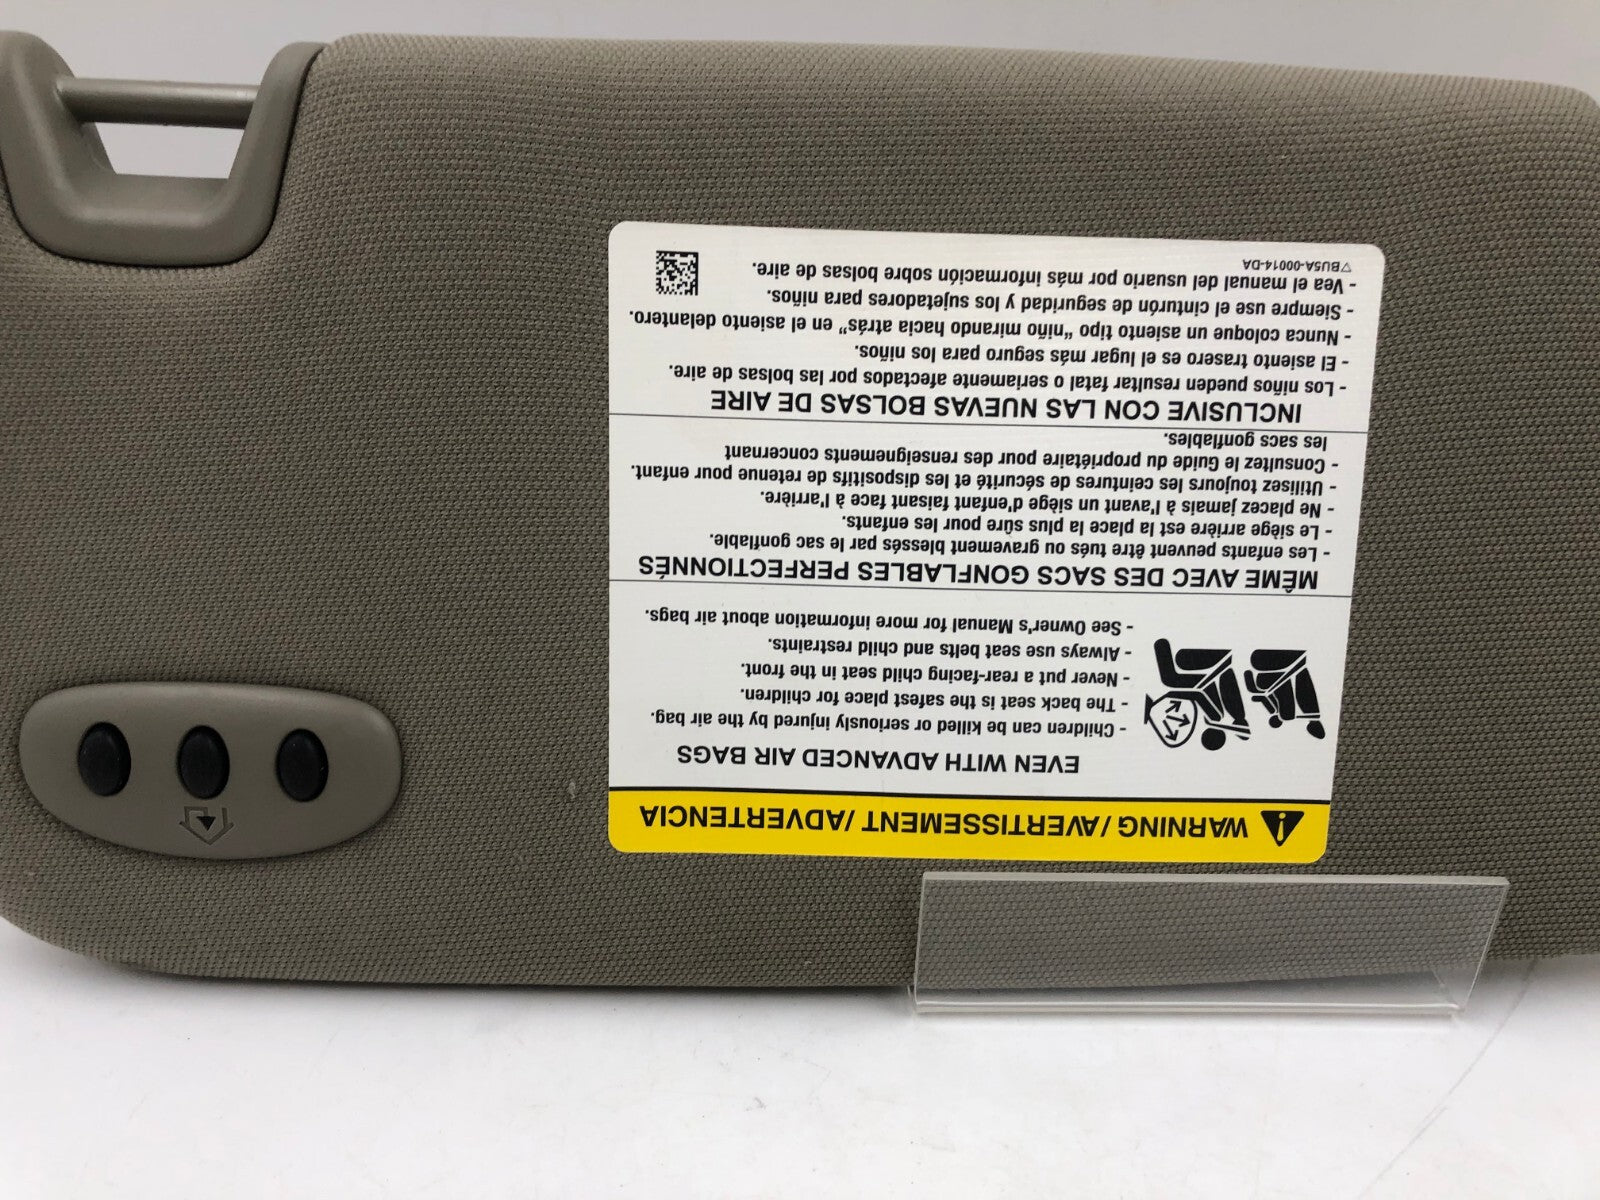 WARNING / AVERTISSEMENT /ADVERTENCIA
EVEN WITH ADVANCED AIR BAGS
- Children can be killed or seriously injured by the air bag.
- The back seat is the safest place for children.
- Never put a rear-facing child seat in the front.
- Always use seat belts and child restraints.
- See Owner's Manual for more information about air bags.
MÊME AVEC DES SACS GONFLABLES PERFECTIONNÉS
- Les enfants peuvent être tués ou gravement blessés par le sac gonflable.
- Le siège arrière est la place la plus sûre pour les enfants.
- Ne placez jamais à l'avant un siège d'enfant faisant face à l'arrière.
- Utilisez toujours les ceintures de sécurité et les dispositifs de retenue pour enfant.
- Consultez le Guide du propriétaire pour des renseignements concernant
les sacs gonflables.
INCLUSIVE CON LAS NUEVAS BOLSAS DE AIRE
- Los niños pueden resultar fatal o seriamente afectados por las bolsas de aire.
- El asiento trasero es el lugar más seguro para los niños.
- Nunca coloque un asiento tipo "niño mirando hacia atrás" en el asiento delantero.
- Siempre use el cinturón de seguridad y los sujetadores para niños.
- Vea el manual del usuario por más información sobre bolsas de aire.
▽BU5A-00014-DA